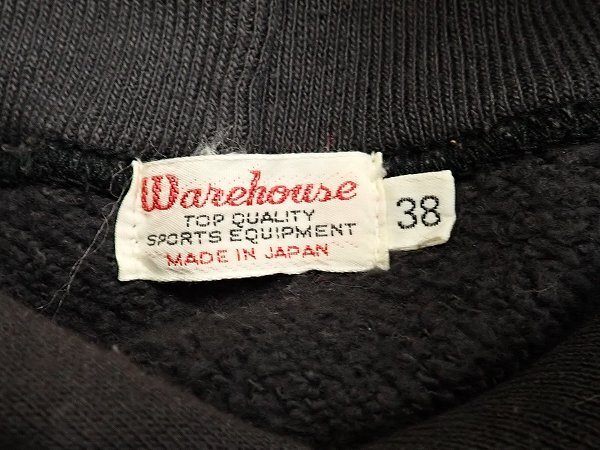 Warehouse
TOP QUALITY
SPORTS EQUIPMENT
MADE IN JAPAN
38